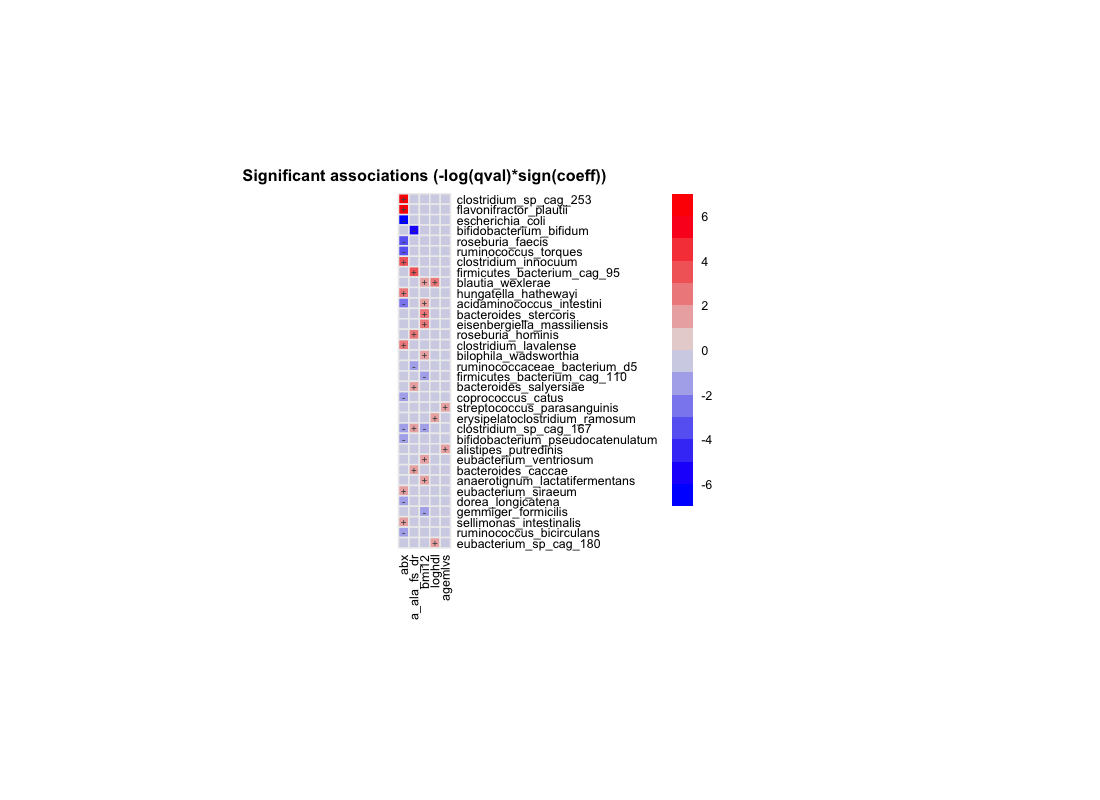 Significant associations (-log(qval)*sign(coeff))
clostridium_sp_cag_253
flavonifractor_plautii
escherichia_coli
bifidobacterium_bifidum
- roseburia_faecis
- ruminococcus_torques
+ clostridium_innocuum
+ firmicutes_bacterium_cag_95
+ + blautia_wexlerae
+ hungatella_hathewayi
- + acidaminococcus_intestini
+ bacteroides_stercoris
+ eisenbergiella_massiliensis
+ roseburia_hominis
+ clostridium_lavalense
+ bilophila_wadsworthia
- ruminococcaceae_bacterium_d5
- firmicutes_bacterium_cag_110
+ bacteroides_salyersiae
- coprococcus_catus
+ streptococcus_parasanguinis
+ erysipelatoclostridium_ramosum
- + - clostridium_sp_cag_167
- bifidobacterium_pseudocatenulatum
+ alistipes_putredinis
+ eubacterium_ventriosum
+ bacteroides_caccae
+ anaerotignum_lactatifermentans
+ eubacterium_siraeum
- dorea_longicatena
- gemmiger_formicilis
+ sellimonas_intestinalis
- ruminococcus_bicirculans
+ eubacterium_sp_cag_180
abx
a_ala_fs_dr
bmi12
loghdl
agemlvs
6
4
2
0
-2
-4
-6